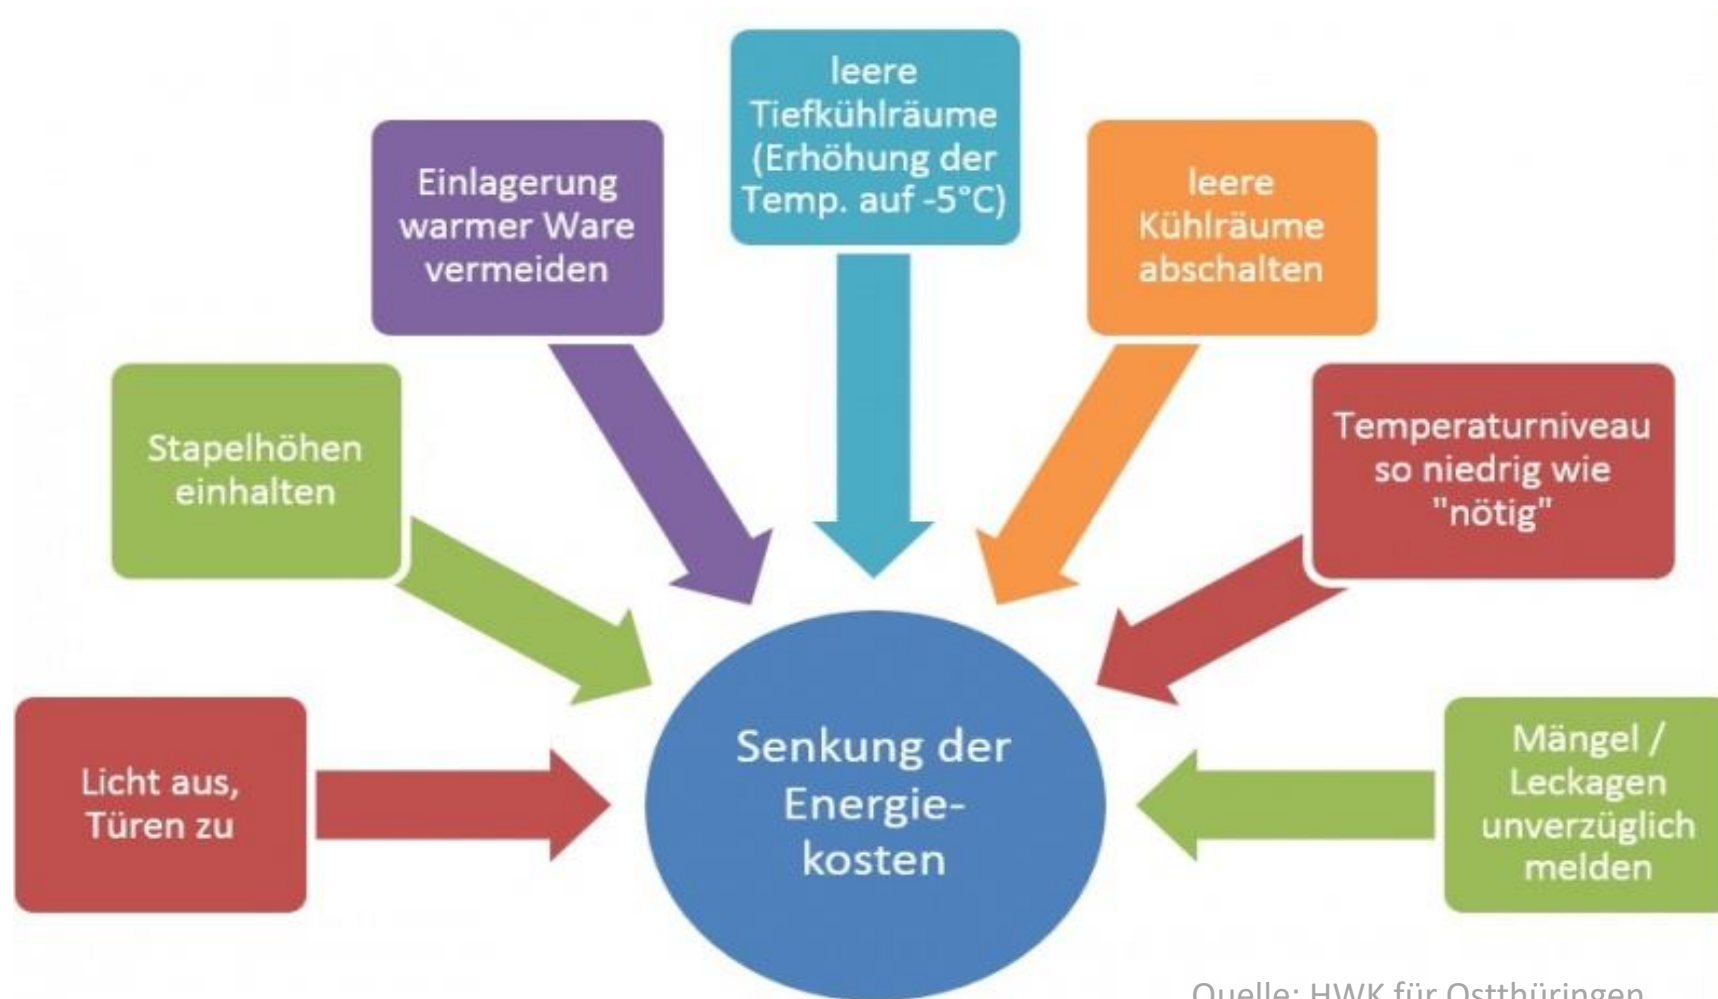 leere
Tiefkühlräume
(Erhöhung der
Temp. auf -5°C)
Einlagerung
warmer Ware
vermeiden
leere
Kühlräume
abschalten
Stapelhöhen
einhalten
Temperaturniveau
so niedrig wie
"nötig"
Licht aus,
Türen zu
Senkung der
Energie-
kosten
Mängel /
Leckagen
unverzüglich
melden
Quelle: HWK für Ostthüringen